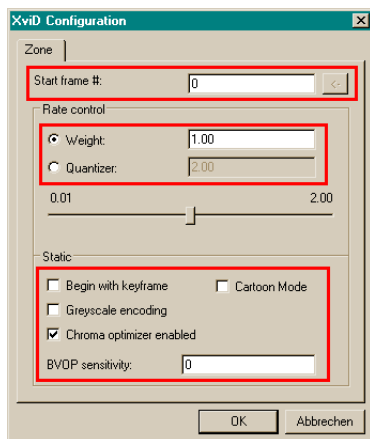 XviD Configuration
Zone
Start frame #: 0 <-
Rate control
Weight: 1.00
Quantizer: 2.00
0.01 2.00
Static
Begin with keyframe Cartoon Mode
Greyscale encoding
Chroma optimizer enabled
BVOP sensitivity: 0
OK Abbrechen